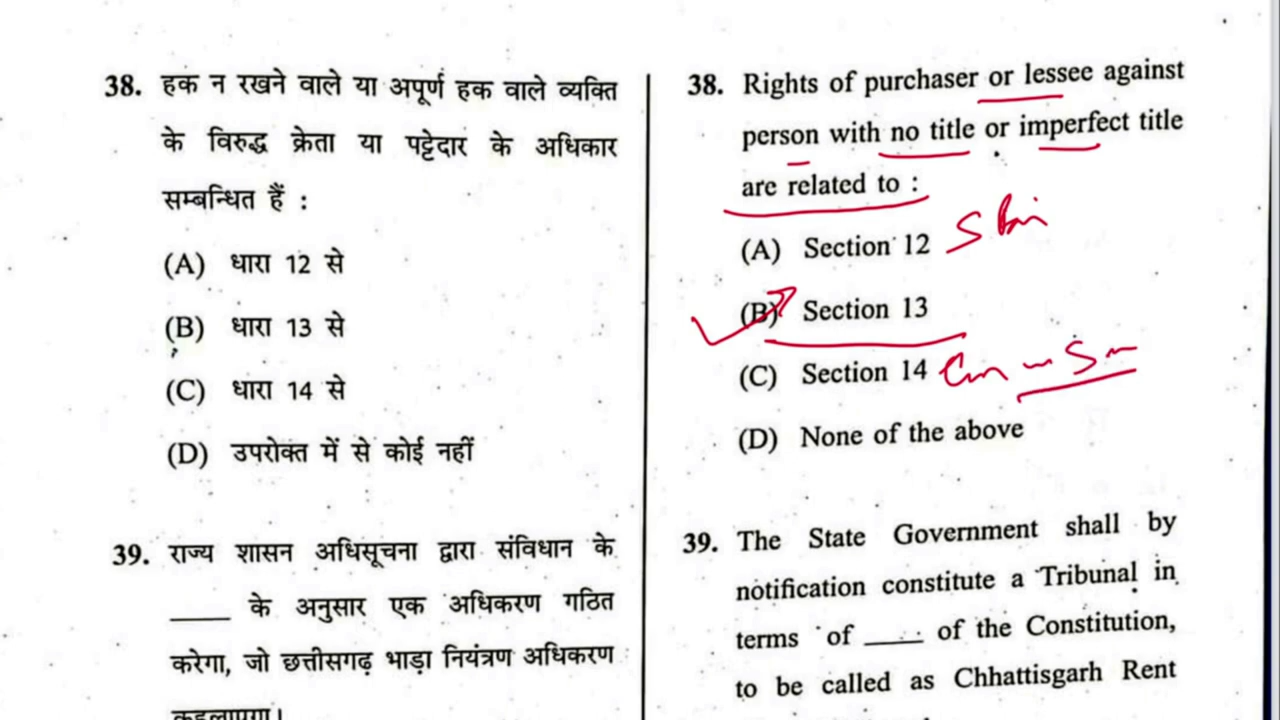 38. हक न रखने वाले या अपूर्ण हक वाले व्यक्ति
के विरुद्ध क्रेता या पट्टेदार के अधिकार
सम्बन्धित हैं :
(A) धारा 12 से
(B) धारा 13 से
(C) धारा 14 से
(D) उपरोक्त में से कोई नहीं
39. राज्य शासन अधिसूचना द्वारा संविधान के
____ के अनुसार एक अधिकरण गठित
करेगा, जो छत्तीसगढ़ भाड़ा नियंत्रण अधिकरण
कहलाएगा।
38. Rights of purchaser or lessee against
person with no title or imperfect title
are related to :
(A) Section 12
(B) Section 13
(C) Section 14
(D) None of the above
39. The State Government shall by
notification constitute a Tribunal in
terms of ____ of the Constitution,
to be called as Chhattisgarh Rent